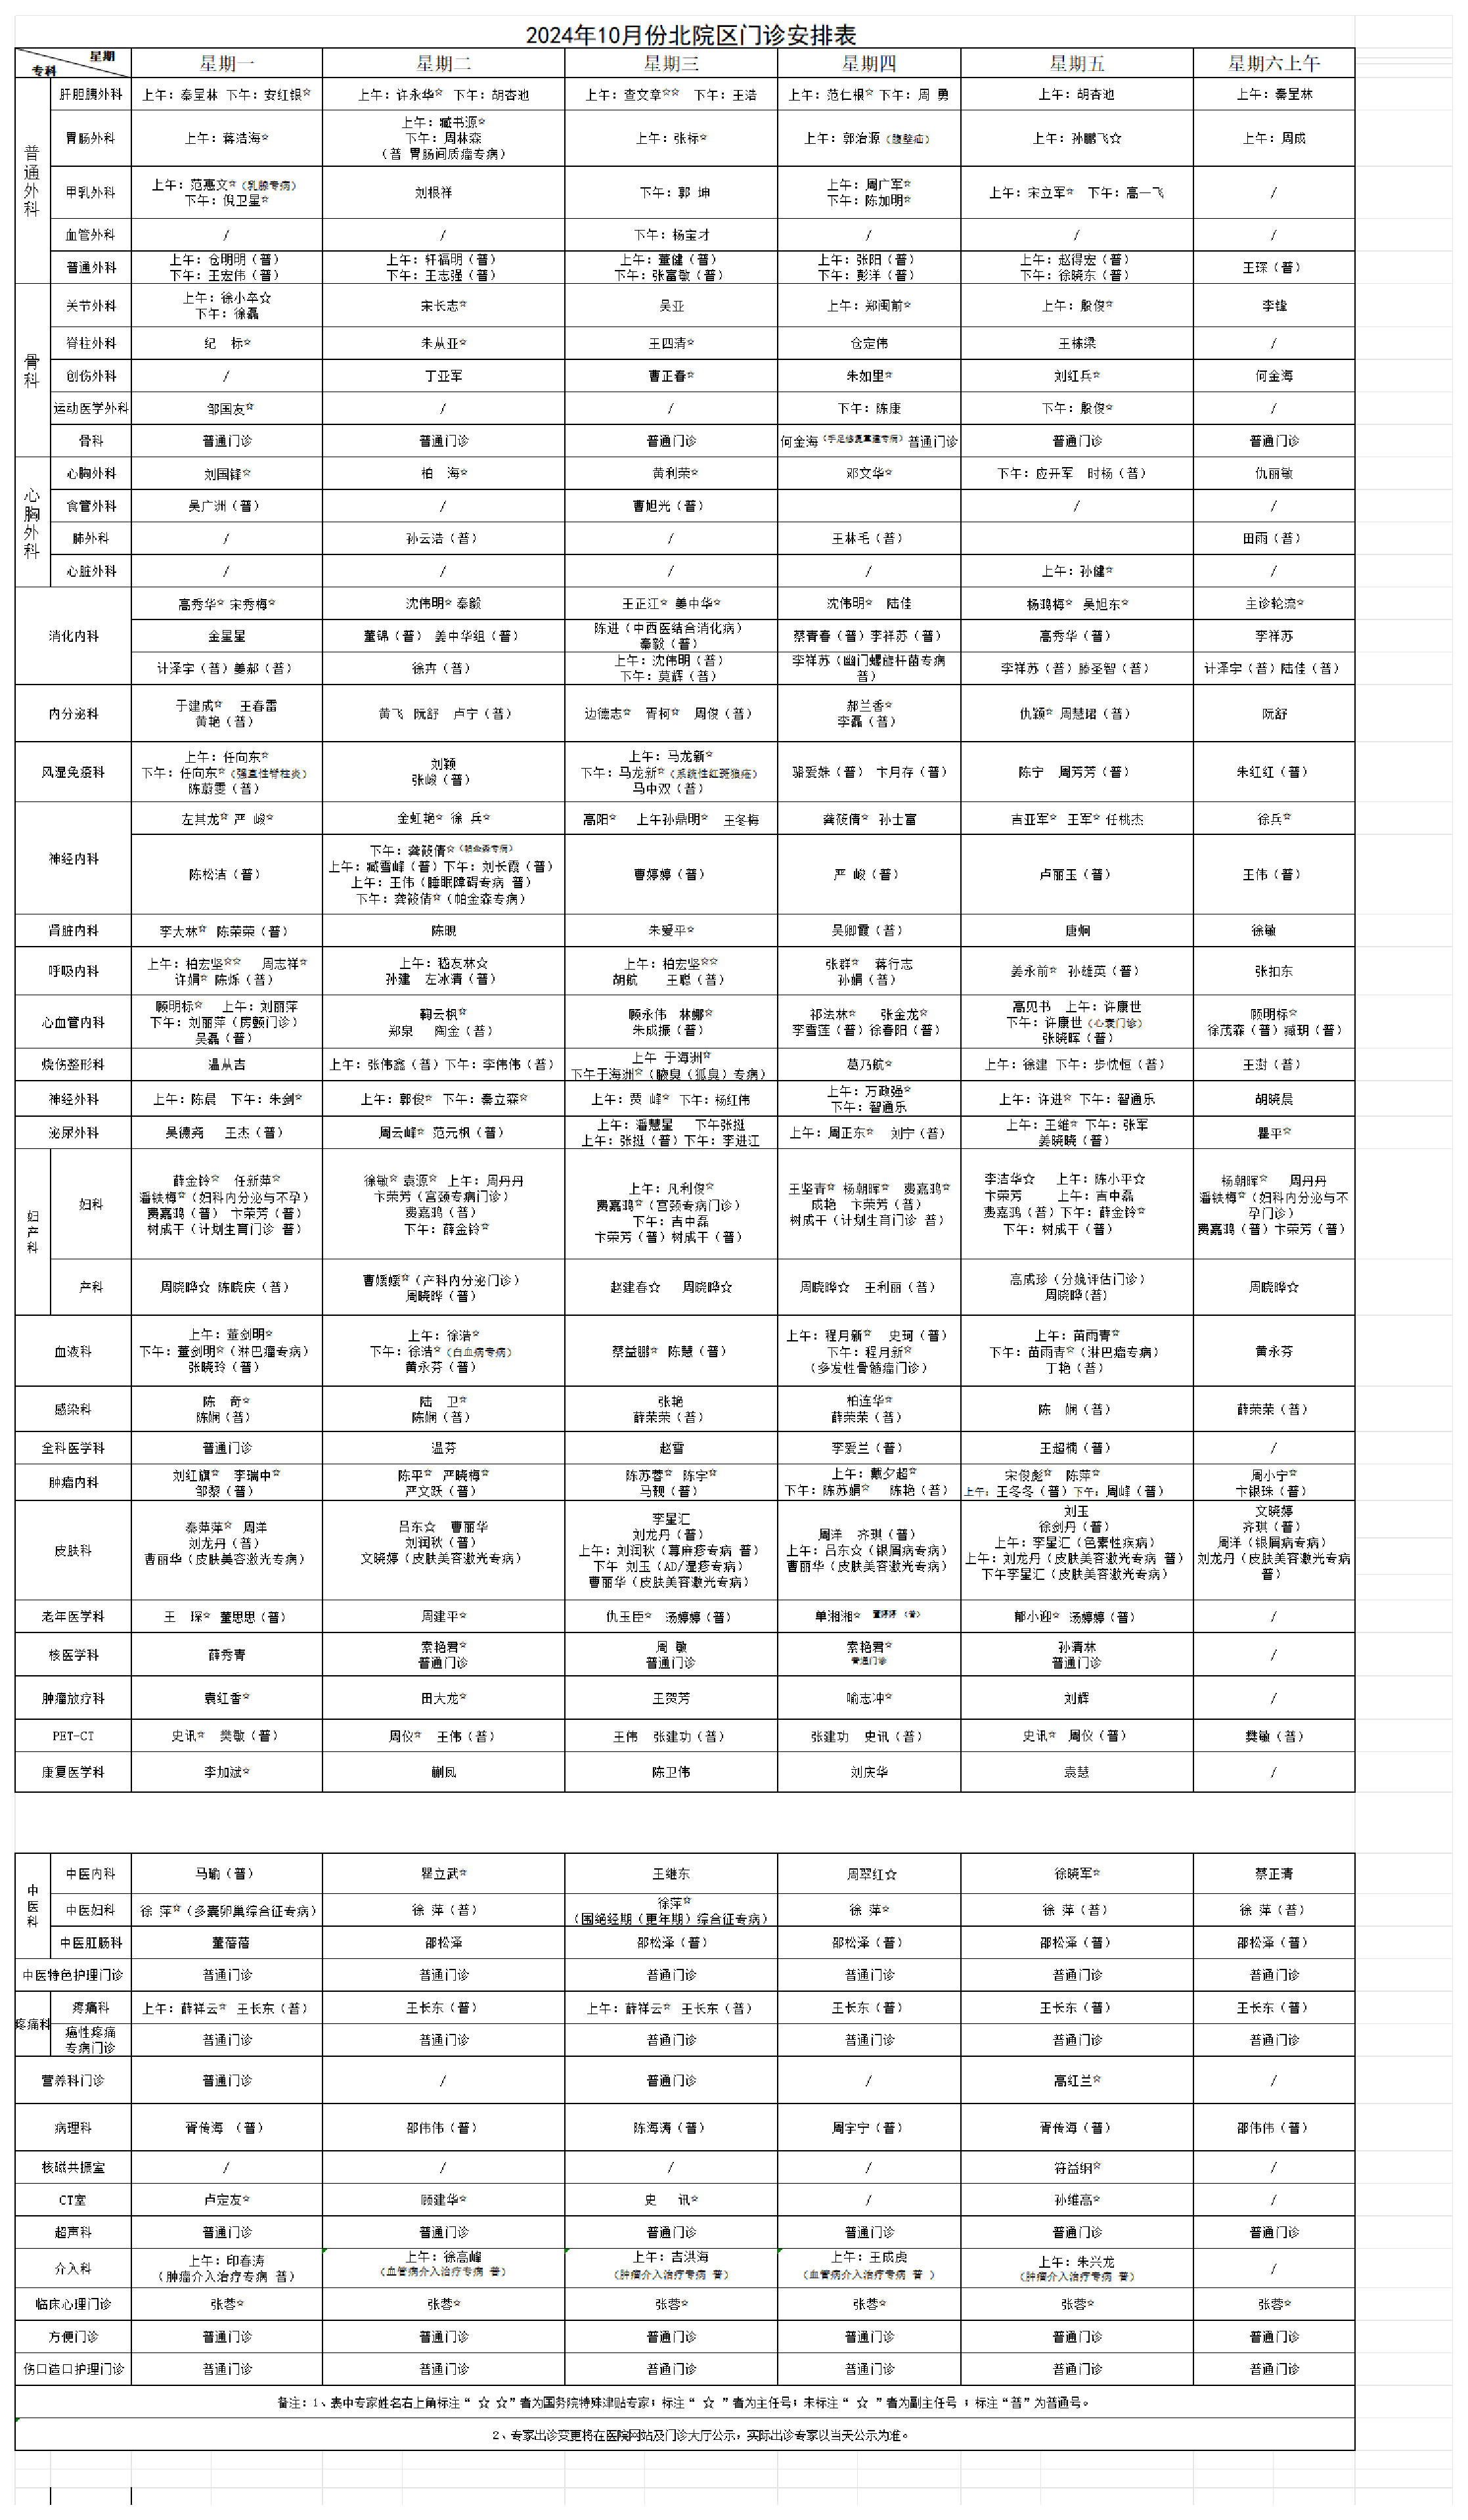 2024年10月份北院区门诊安排表
星期
专科
星期一 星期二 星期三 星期四 星期五 星期六上午
普通外科
肝胆胰外科 上午：秦呈林 下午：安红银☆ 上午：许永华☆ 下午：胡杏池 上午：查文章☆☆ 下午：王浩 上午：范仁根☆ 下午：周 勇 上午：胡杏池 上午：秦呈林
胃肠外科 上午：蒋浩海☆ 上午：臧书源☆ 上午：张标☆ 上午：郭治源（腹壁疝） 上午：孙鹏飞☆ 上午：周成
下午：周林森
（普 胃肠间质瘤专病）
甲乳外科 上午：范惠文☆（乳腺专病） 刘根祥 下午：郭 坤 上午：周广军☆ 上午：宋立军☆ 下午：高一飞 /
下午：倪卫星☆ 下午：陈加明☆
血管外科 / / 下午：杨宝才 / / /
普通外科 上午：仓明明（普） 上午：轩福明（普） 上午：董健（普） 上午：张阳（普） 上午：赵得宏（普） 王琛（普）
下午：王宏伟（普） 下午：王志强（普） 下午：张富敏（普） 下午：彭洋（普） 下午：徐晓东（普）
骨科
关节外科 上午：徐小卒☆ 宋长志☆ 吴亚 上午：郑闽前☆ 上午：殷俊☆ 李锋
下午：徐磊
脊柱外科 纪 标☆ 朱从亚☆ 王四清☆ 仓定伟 王栋梁 /
创伤外科 / 丁亚军 曹正春☆ 朱如里☆ 刘红兵☆ 何金海
运动医学外科 邹国友☆ / / 下午：陈康 下午：殷俊☆ /
骨科 普通门诊 普通门诊 普通门诊 何金海（手足修复重建专病）普通门诊 普通门诊 普通门诊
心胸外科
心胸外科 刘国锋☆ 柏 海☆ 黄利荣☆ 邓文华☆ 下午：应开军 时杨（普） 仇丽敏
食管外科 吴广洲（普） / 曹旭光（普） / /
肺外科 / 孙云浩（普） / 王林毛（普） 田雨（普）
心脏外科 / / / / 上午：孙健☆ /
消化内科 高秀华☆ 宋秀梅☆ 沈伟明☆ 秦毅 王正江☆ 姜中华☆ 沈伟明☆ 陆佳 杨鸿梅☆ 吴旭东☆ 主诊轮流☆
金星星 董锦（普） 姜中华组（普） 陈进（中西医结合消化病） 蔡青春（普）李祥苏（普） 高秀华（普） 李祥苏
秦毅（普）
计泽宇（普）姜郝（普） 徐卉（普） 上午：沈伟明（普） 李祥苏（幽门螺旋杆菌专病 李祥苏（普）滕圣智（普） 计泽宇（普）陆佳（普）
下午：莫辉（普） 普）
内分泌科 于建成☆ 王春雷 黄飞 阮舒 卢宁（普） 边德志☆ 胥柯☆ 周俊（普） 郝兰香☆ 仇颖☆ 周慧珺（普） 阮舒
黄艳（普） 李磊（普）
风湿免疫科 上午：任向东☆ 刘颖 上午：马龙新☆ 骆爱姝（普） 卞月存（普） 陈宁 周芳芳（普） 朱红红（普）
下午：任向东☆（强直性脊柱炎） 张峻（普） 下午：马龙新☆（系统性红斑狼疮）
陈蔚雯（普） 马中双（普）
神经内科 左其龙☆ 严 峻☆ 金虹艳☆ 徐 兵☆ 高阳☆ 上午孙鼎明☆ 王冬梅 龚筱倩☆ 孙士富 吉亚军☆ 王军☆ 任桃杰 徐兵☆
陈松洁（普） 下午：龚筱倩☆（帕金森专病） 曹婷婷（普） 严 峻（普） 卢丽玉（普） 王伟（普）
上午：臧雪峰（普）下午：刘长霞（普）
上午：王伟（睡眠障碍专病 普）
下午：龚筱倩☆（帕金森专病）
肾脏内科 李大林☆ 陈荣荣（普） 陈昵 朱爱平☆ 吴卿霞（普） 唐炯 徐敏
呼吸内科 上午：柏宏坚☆☆ 周志祥☆ 上午：嵇友林☆ 上午：柏宏坚☆☆ 张群☆ 蒋行志 姜永前☆ 孙雄英（普） 张扣东
许娟☆ 陈烁（普） 孙建 左冰清（普） 胡航 王聪（普） 孙娟（普）
心血管内科 顾明标☆ 上午：刘丽萍 鞠云枫☆ 顾永伟 林娜☆ 祁法林☆ 张金龙☆ 高见书 上午：许康世 顾明标☆
下午：刘丽萍（房颤门诊） 郑泉 陶金（普） 朱成振（普） 李雪莲（普）徐春阳（普） 下午：许康世（心衰门诊） 徐茂森（普）臧玥（普）
吴磊（普） 张晓晖（普）
烧伤整形科 温从吉 上午：张伟鑫（普）下午：李伟伟（普） 上午 于海洲☆ 葛乃航☆ 上午：徐建 下午：步忱恒（普） 王澍（普）
下午于海洲☆（腋臭（狐臭）专病）
神经外科 上午：陈晨 下午：朱剑☆ 上午：郭俊☆ 下午：秦立森☆ 上午：荧 峰☆ 下午：杨红伟 上午：万政强☆ 上午：许进☆ 下午：智通乐 胡晓晨
下午：智通乐
泌尿外科 吴德尧 王杰（普） 周云峰☆ 范元枫（普） 上午：潘慧星 下午张挺 上午：周正东☆ 刘宁（普） 上午：王维☆ 下午：张军 瞿平☆
上午：张挺（普）下午：李进江 姜晓晓（普）
妇产科
妇科 薛金铃☆ 任新萍☆ 徐敏☆ 袁源☆ 上午：周丹丹 上午：凡利俊☆ 王坚青☆ 杨朝晖☆ 费嘉鸿☆ 李洁华☆ 上午：陈小平☆ 杨朝晖☆ 周丹丹
潘轶梅☆（妇科内分泌与不孕） 卞荣芳（宫颈专病门诊） 费嘉鸿☆（宫颈专病门诊） 成艳 卞荣芳（普） 卞荣芳 上午：吉中磊 潘轶梅☆（妇科内分泌与不
费嘉鸿（普） 卞荣芳（普） 费嘉鸿（普） 下午：吉中磊 树成干（计划生育门诊 普） 费嘉鸿（普）下午：薛金铃☆ 孕门诊）
树成干（计划生育门诊 普） 下午：薛金铃☆ 卞荣芳（普）树成干（普） 下午：树成干（普） 费嘉鸿（普）卞荣芳（普）
产科 周晓晔☆ 陈晓庆（普） 曹媛媛☆（产科内分泌门诊） 赵建春☆ 周晓晔☆ 周晓晔☆ 王利丽（普） 高成珍（分娩评估门诊） 周晓晔☆
周晓晔（普） 周晓晔(普）
血液科 上午：董剑明☆ 上午：徐浩☆ 蔡益鹏☆ 陈慧（普） 上午：程月新☆ 史珂（普） 上午：苗雨青☆ 黄永芬
下午：董剑明☆（淋巴瘤专病） 下午：徐浩☆（白血病专病） 下午：程月新☆ 下午：苗雨青☆（淋巴瘤专病）
张晓玲（普） 黄永芬（普） （多发性骨髓瘤门诊） 丁艳（普）
感染科 陈 奇☆ 陆 卫☆ 张艳 柏连华☆ 陈 娴（普） 薛荣荣（普）
陈娴（普） 陈娴（普） 薛荣荣（普） 薛荣荣（普）
全科医学科 普通门诊 温芬 赵雪 李爱兰（普） 王超楠（普） /
肿瘤内科 刘红旗☆ 李瑞中☆ 陈平☆ 严晓梅☆ 陈苏蓉☆ 陈宇☆ 上午：戴夕超☆ 宋俊彪☆ 陈萍☆ 周小宁☆
邹黎（普） 严文跃（普） 马靓（普） 下午：陈苏娟☆ 陈艳（普） 上午：王冬冬（普）下午：周峰（普） 卞银珠（普）
皮肤科 秦萍萍☆ 周洋 吕东☆ 曹丽华 李星汇 周洋 齐琪（普） 刘玉 文晓婷
刘龙丹（普） 刘润秋（普） 刘龙丹（普） 上午：吕东☆（银屑病专病） 徐剑丹（普） 齐琪（普）
曹丽华（皮肤美容激光专病） 文晓婷（皮肤美容激光专病） 上午：刘润秋（荨麻疹专病 普） 曹丽华（皮肤美容激光专病） 上午：李星汇（色素性疾病） 周洋（银屑病专病）
下午 刘玉（AD/湿疹专病） 上午：刘龙丹（皮肤美容激光专病 普） 刘龙丹（皮肤美容激光专病
曹丽华（皮肤美容激光专病） 下午李星汇（皮肤美容激光专病） 普）
老年医学科 王 琛☆ 董思思（普） 周建平☆ 仇玉臣☆ 汤婷婷（普） 单湘湘☆ 郁小迎☆ 汤婷婷（普） /
核医学科 薛秀青 索艳君☆ 周 敏 索艳君☆ 孙清林 /
普通门诊 普通门诊 普通门诊 普通门诊
肿瘤放疗科 袁红香☆ 田大龙☆ 王贺芳 喻志冲☆ 刘辉 /
PET-CT 史讯☆ 樊敏（普） 周仪☆ 王伟（普） 王伟 张建功（普） 张建功 史讯（普） 史讯☆ 周仪（普） 樊敏（普）
康复医学科 李加斌☆ 蒯凤 陈卫伟 刘庆华 袁慧 /
中医科
中医内科 马瑜（普） 瞿立武☆ 王继东 周翠红☆ 徐晓军☆ 蔡正清
中医妇科 徐 萍☆（多囊卵巢综合征专病） 徐 萍（普） 徐萍☆ 徐 萍☆ 徐 萍（普） 徐 萍（普）
（围绝经期（更年期）综合征专病）
中医肛肠科 董蓓蓓 邵松泽 邵松泽（普） 邵松泽（普） 邵松泽（普） 邵松泽（普）
中医特色护理门诊 普通门诊 普通门诊 普通门诊 普通门诊 普通门诊 普通门诊
疼痛科
疼痛科 上午：薛祥云☆ 王长东（普） 王长东（普） 上午：薛祥云☆ 王长东（普） 王长东（普） 王长东（普） 王长东（普）
癌性疼痛 普通门诊 普通门诊 普通门诊 普通门诊 普通门诊 普通门诊
专病门诊
营养科门诊 普通门诊 / 普通门诊 / 高红兰☆ /
病理科 胥传海 （普） 邵伟伟（普） 陈海涛（普） 周宇宁（普） 胥传海（普） 邵伟伟（普）
核磁共振室 / / / / 符益纲☆ /
CT室 卢定友☆ 顾建华☆ 史 讯☆ / 孙维高☆ /
超声科 普通门诊 普通门诊 普通门诊 普通门诊 普通门诊 普通门诊
介入科 上午：印春涛 上午：徐高峰 上午：吉洪海 上午：王成虎 上午：朱兴龙 /
（肿瘤介入治疗专病 普） （血管病介入治疗专病 普） （肿瘤介入治疗专病 普） （血管病介入治疗专病 普 ） （肿瘤介入治疗专病 普）
临床心理门诊 张蓉☆ 张蓉☆ 张蓉☆ 张蓉☆ 张蓉☆ 张蓉☆
方便门诊 普通门诊 普通门诊 普通门诊 普通门诊 普通门诊 普通门诊
伤口造口护理门诊 普通门诊 普通门诊 普通门诊 普通门诊 普通门诊 普通门诊
备注：1、表中专家姓名右上角标注“ ☆ ☆”者为国务院特殊津贴专家；标注“ ☆ ”者为主任号；未标注“ ☆ ”者为副主任号 ；标注“普”为普通号。
2、专家出诊变更将在医院网站及门诊大厅公示，实际出诊专家以当天公示为准。